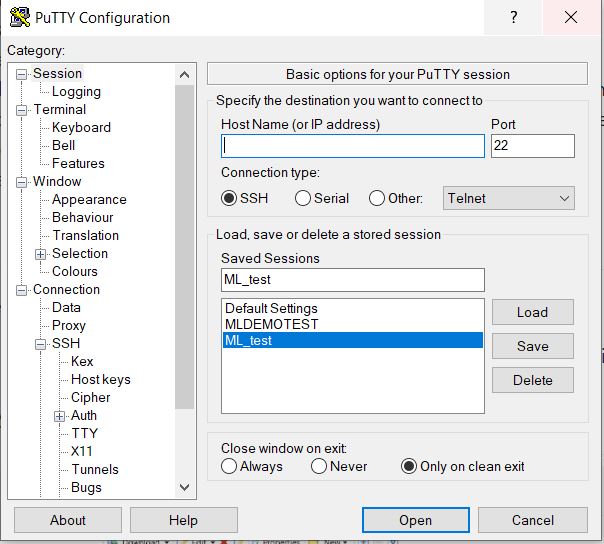 PuTTY Configuration
?
Category:
Session
Logging
Terminal
Keyboard
Bell
Features
Window
Appearance
Behaviour
Translation
Selection
Colours
Connection
Data
Proxy
SSH
Kex
Host keys
Cipher
Auth
TTY
X11
Tunnels
Bugs
Basic options for your PuTTY session
Specify the destination you want to connect to
Host Name (or IP address) Port
22
Connection type:
SSH Serial Other: Telnet
Load, save or delete a stored session
Saved Sessions
ML_test
Default Settings
MLDEMOTEST
ML_test
Load
Save
Delete
Close window on exit:
Always Never Only on clean exit
About Help Open Cancel